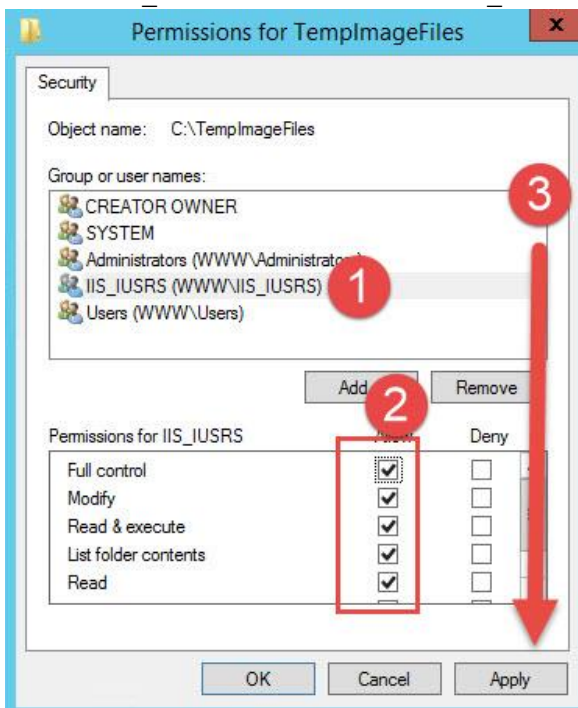 Permissions for TempImageFiles
x
Security
Object name: C:\TempImageFiles
Group or user names:
CREATOR OWNER
SYSTEM
Administrators (WWW\Administrators)
IIS_IUSRS (WWW\IIS_IUSRS)
Users (WWW\Users)
1
3
Add
Remove
2
Permissions for IIS_IUSRS
Allow
Deny
Full control
Modify
Read & execute
List folder contents
Read
OK
Cancel
Apply